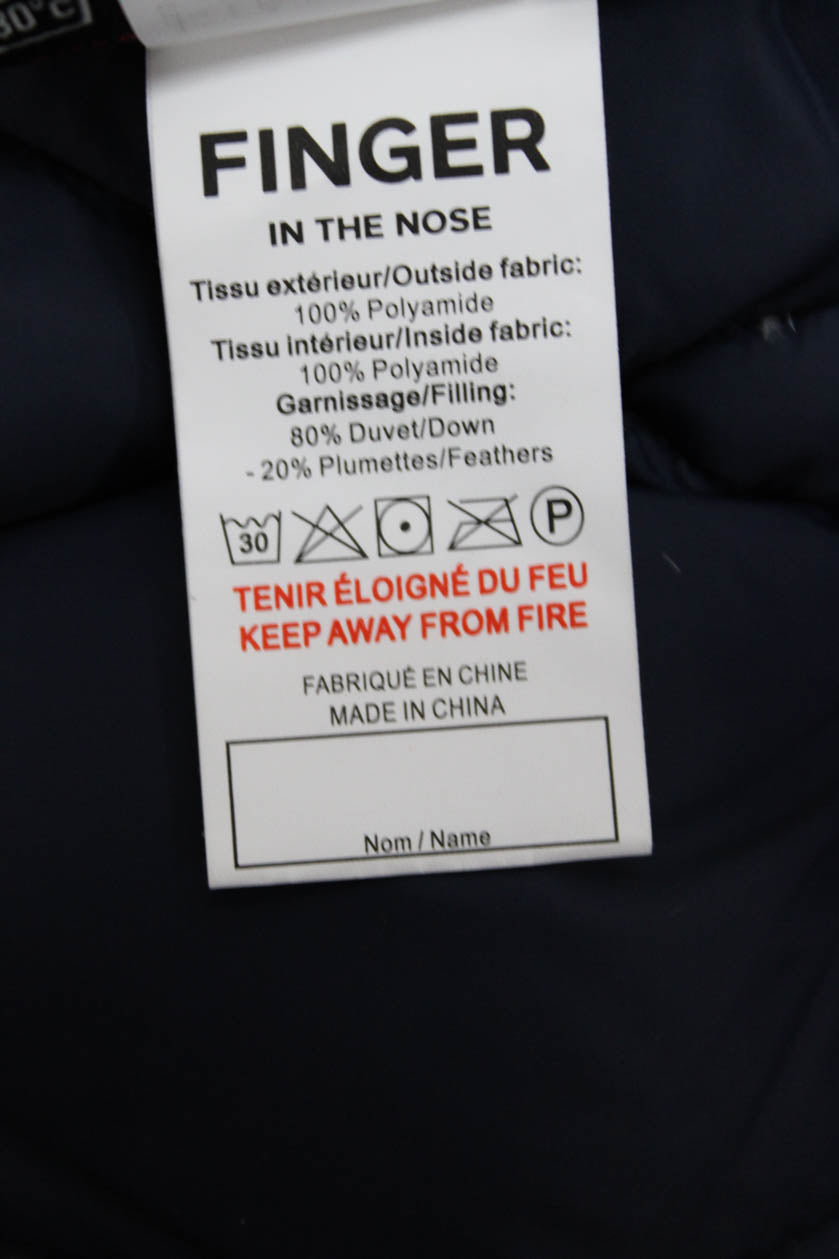 30°C
FINGER
IN THE NOSE
Tissu extérieur/Outside fabric:
100% Polyamide
Tissu intérieur/Inside fabric:
100% Polyamide
Garnissage/Filling:
80% Duvet/Down
- 20% Plumettes/Feathers
30 P
TENIR ÉLOIGNÉ DU FEU
KEEP AWAY FROM FIRE
FABRIQUÉ EN CHINE
MADE IN CHINA
Nom / Name